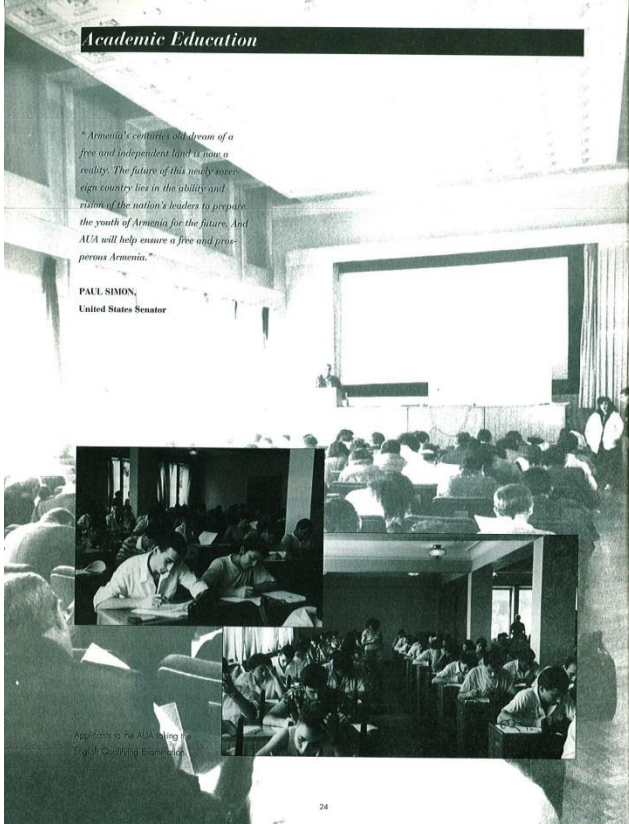 Academic Education
" Armenia's centuries old dream of a
free and independent land is now a
reality. The future of this newly sover-
eign country lies in the ability and
vision of the nation's leaders to prepare
the youth of Armenia for the future. And
AUA will help ensure a free and pros-
perous Armenia."
PAUL SIMON,
United States Senator
Applicants to the AUA taking the
English Qualifying Examination
24